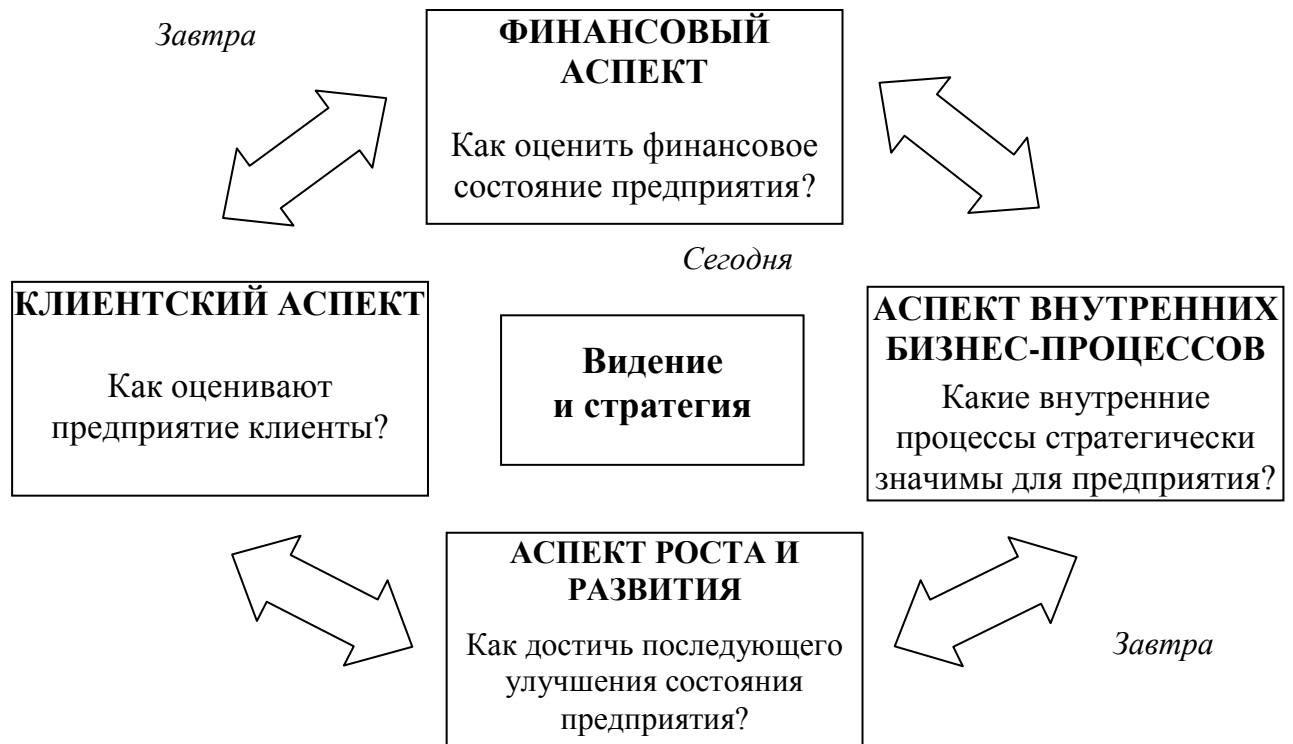 Завтра
ФИНАНСОВЫЙ
АСПЕКТ
Как оценить финансовое
состояние предприятия?
Сегодня
КЛИЕНТСКИЙ АСПЕКТ
Как оценивают
предприятие клиенты?
Видение
и стратегия
АСПЕКТ ВНУТРЕННИХ
БИЗНЕС-ПРОЦЕССОВ
Какие внутренние
процессы стратегически
значимы для предприятия?
АСПЕКТ РОСТА И
РАЗВИТИЯ
Как достичь последующего
улучшения состояния
предприятия?
Завтра